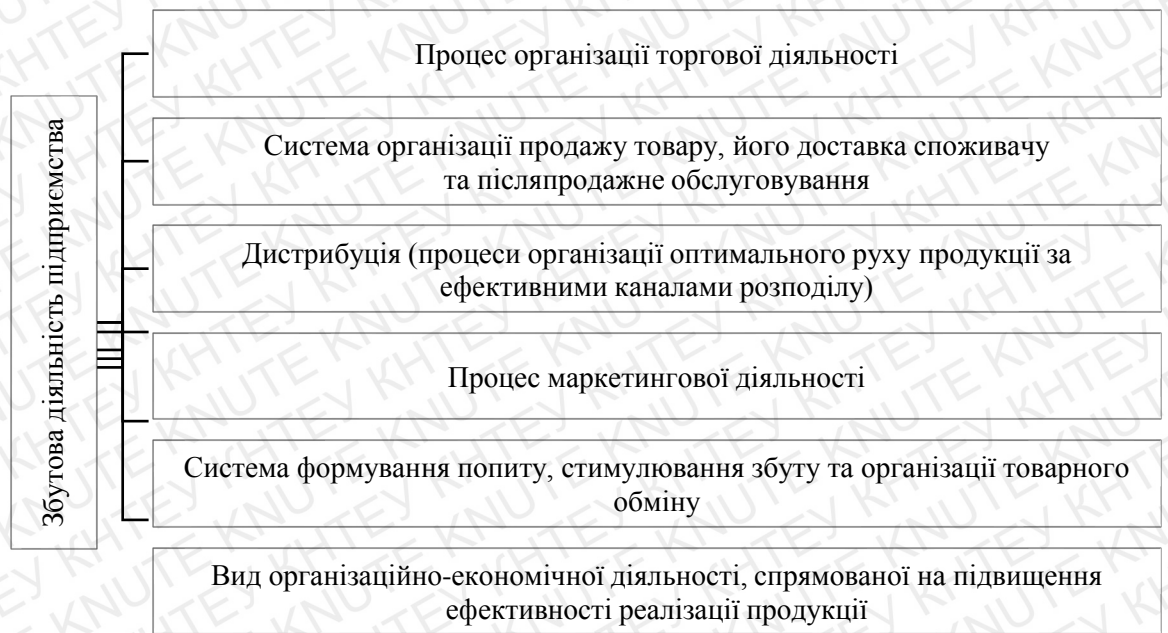 Збутова діяльність підприємства
Процес організації торгової діяльності
Система організації продажу товару, його доставка споживачу
та післяпродажне обслуговування
Дистрибуція (процеси організації оптимального руху продукції за
ефективними каналами розподілу)
Процес маркетингової діяльності
Система формування попиту, стимулювання збуту та організації товарного
обміну
Вид організаційно-економічної діяльності, спрямованої на підвищення
ефективності реалізації продукції